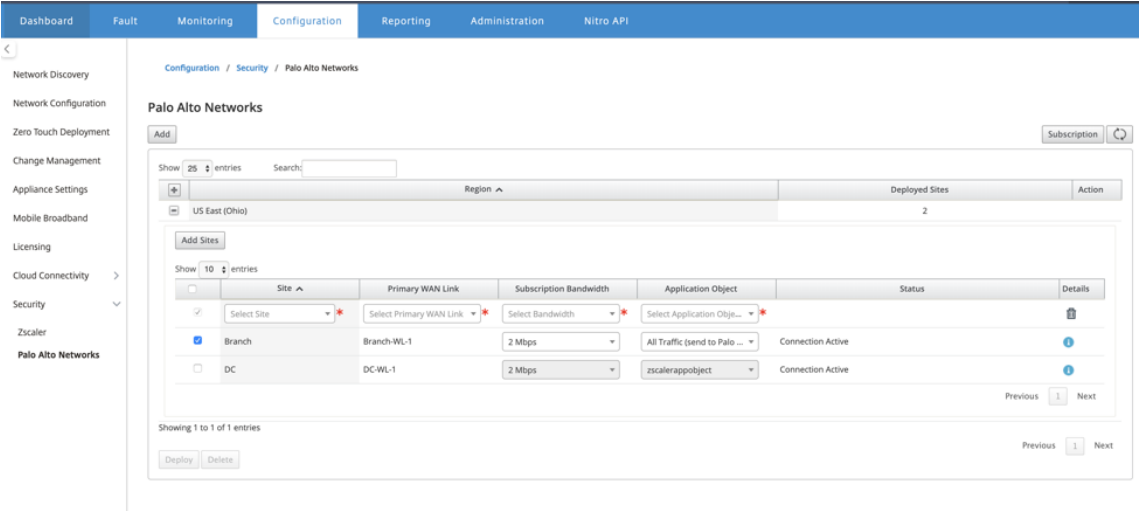 Dashboard Fault Monitoring Configuration Reporting Administration Nitro API
Network Discovery
Network Configuration
Zero Touch Deployment
Change Management
Appliance Settings
Mobile Broadband
Licensing
Cloud Connectivity
Security
Zscaler
Palo Alto Networks
Configuration / Security / Palo Alto Networks
Palo Alto Networks
Add Subscription
Show 25 entries Search:
Region Deployed Sites Action
US East (Ohio) 2
Add Sites
Show 10 entries
Site Primary WAN Link Subscription Bandwidth Application Object Status Details
Select Site * Select Primary WAN Link * Select Bandwidth * Select Application Obje... *
Branch Branch-WL-1 2 Mbps All Traffic (send to Palo ... Connection Active
DC DC-WL-1 2 Mbps zscalerappobject Connection Active
Previous 1 Next
Showing 1 to 1 of 1 entries
Previous 1 Next
Deploy Delete